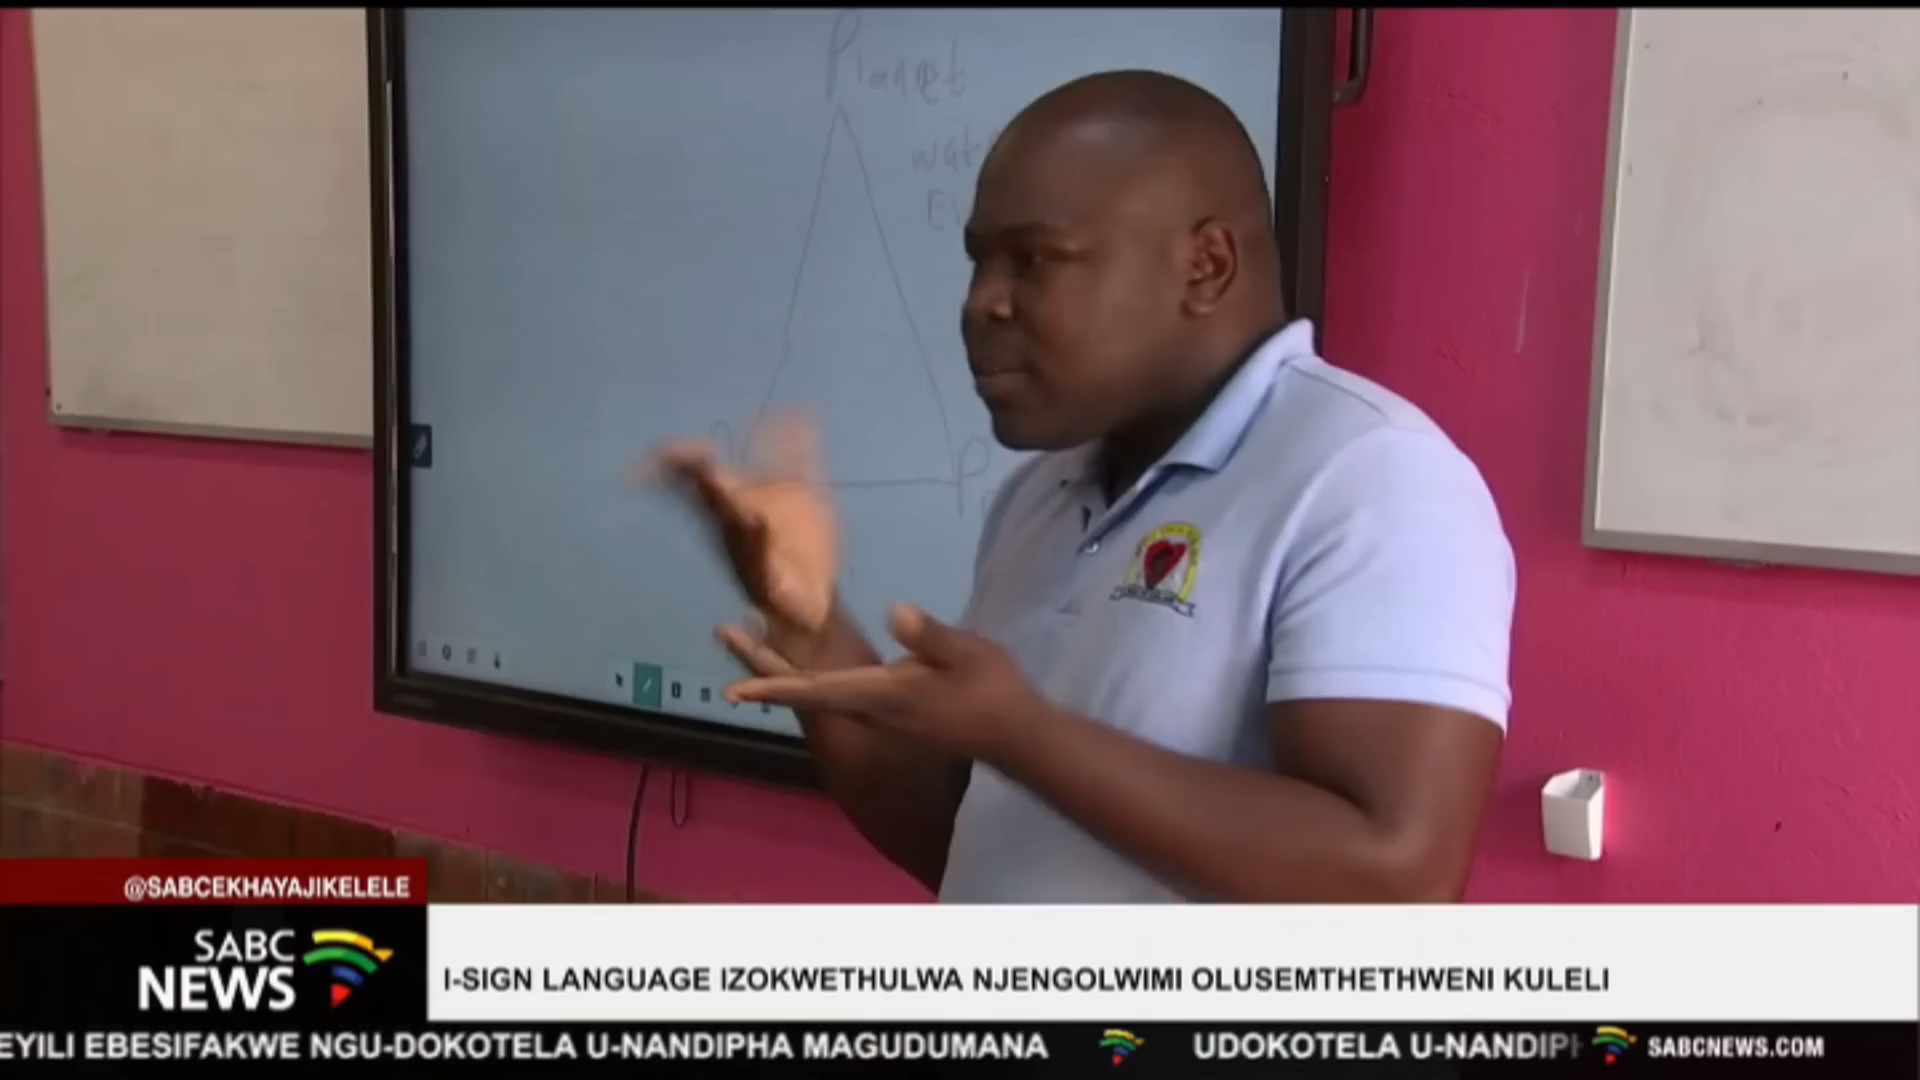 Planet
@SABCEKHAYAJIKELELE
SABC
NEWS
I-SIGN LANGUAGE IZOKWETHULWA NJENGOLWIMI OLUSEMTHETHWENI KULELI
EYILI EBESIFAKWE NGU-DOKOTELA U-NANDIPHA MAGUDUMANA
UDOKOTELA U-NANDIPH
SABCNEWS.COM